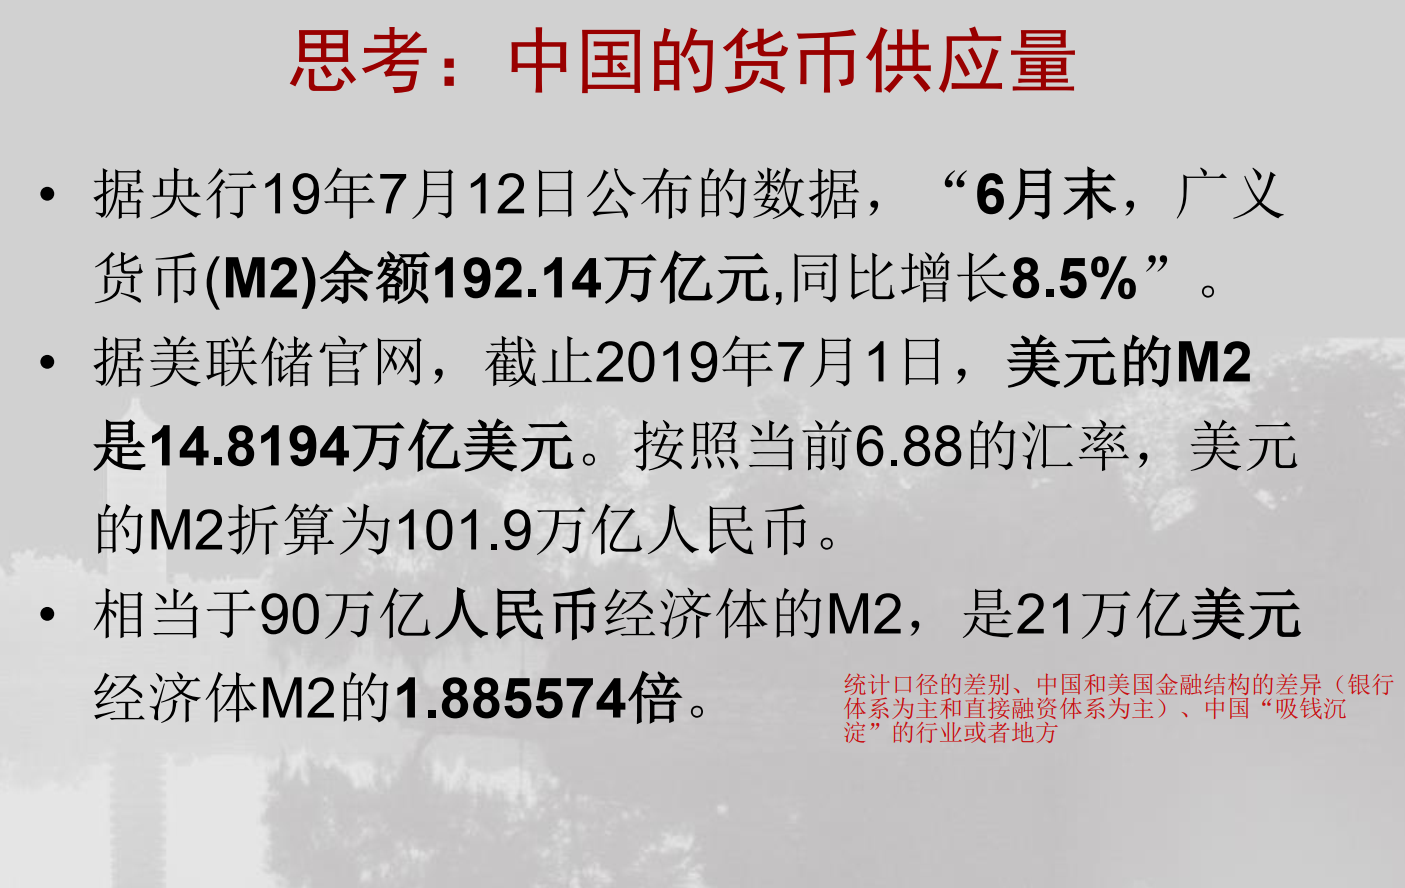 思考：中国的货币供应量
• 据央行19年7月12日公布的数据，“6月末，广义
货币(M2)余额192.14万亿元,同比增长8.5%”。
• 据美联储官网，截止2019年7月1日，美元的M2
是14.8194万亿美元。按照当前6.88的汇率，美元
的M2折算为101.9万亿人民币。
• 相当于90万亿人民币经济体的M2，是21万亿美元
经济体M2的1.885574倍。
统计口径的差别、中国和美国金融结构的差异（银行
体系为主和直接融资体系为主）、中国“吸钱沉
淀”的行业或者地方